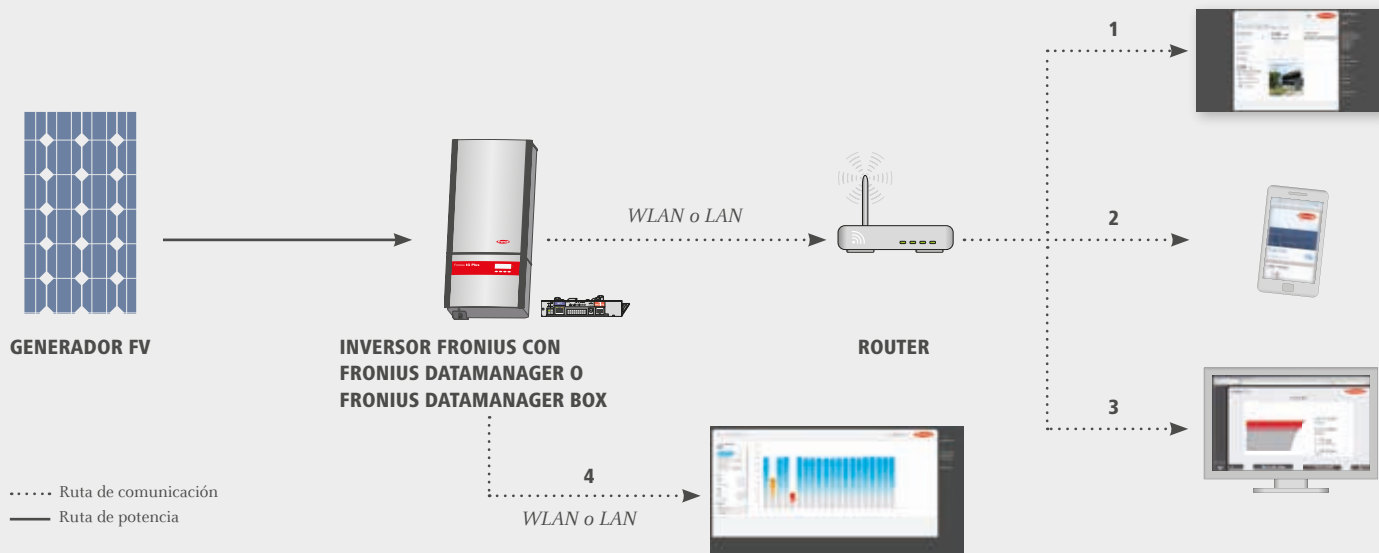 1
WLAN o LAN
2
GENERADOR FV
INVERSOR FRONIUS CON
FRONIUS DATAMANAGER O
FRONIUS DATAMANAGER BOX
ROUTER
3
4
WLAN o LAN
Ruta de comunicación
Ruta de potencia